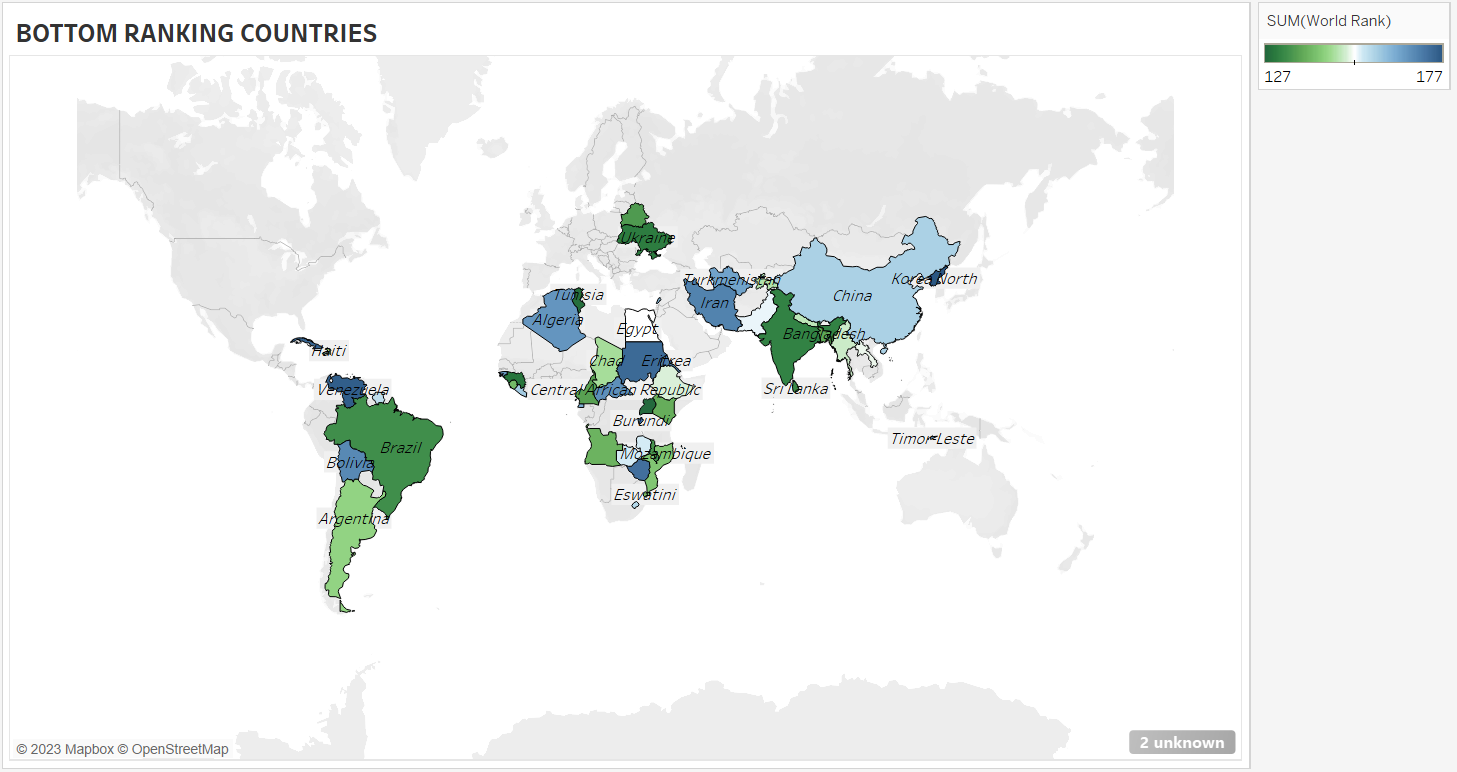 BOTTOM RANKING COUNTRIES
SUM(World Rank)
127 177
Ukraine
Tunisia
Turkmenistan
Korea North
Iran
China
Algeria
Egypt
Bangladesh
Haiti
Chad
Eritrea
Venezuela
Central African Republic
Sri Lanka
Burundi
Timor-Leste
Brazil
Mozambique
Bolivia
Eswatini
Argentina
2 unknown
© 2023 Mapbox © OpenStreetMap